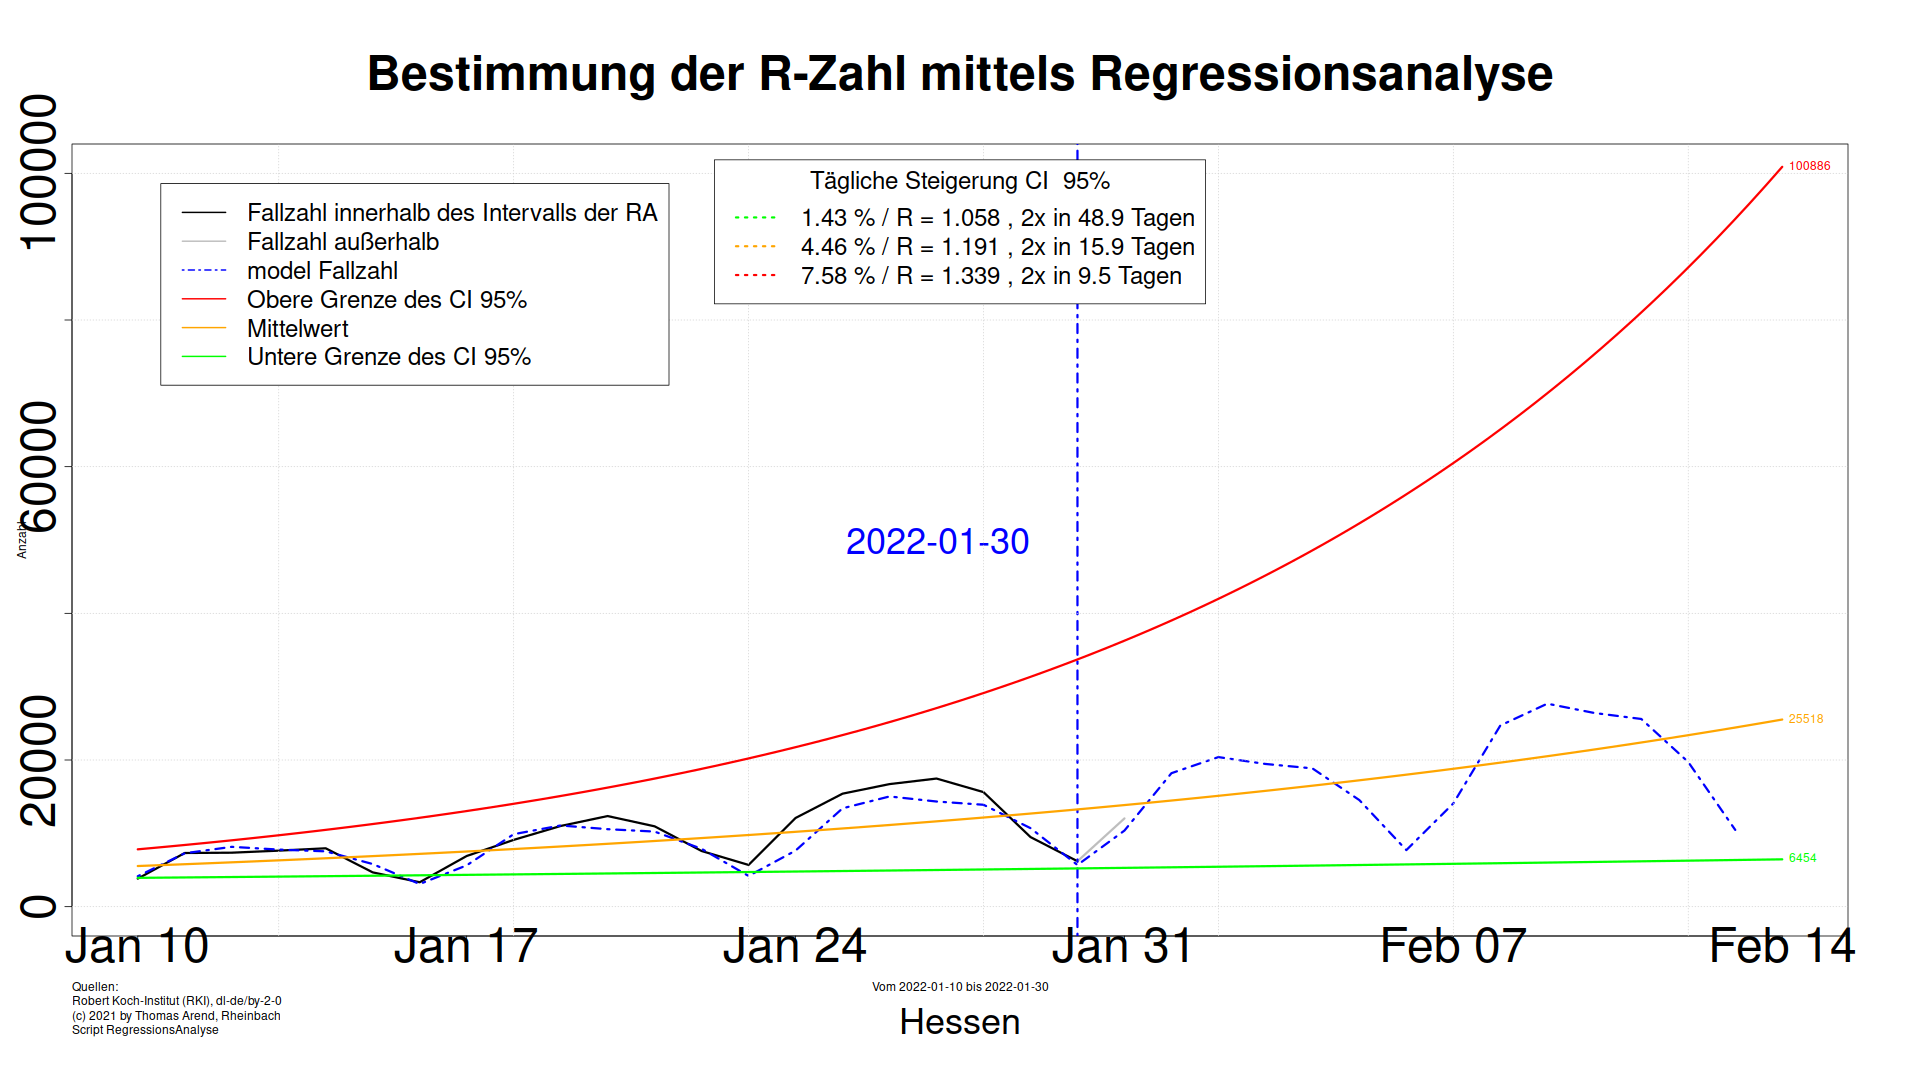 Bestimmung der R-Zahl mittels Regressionsanalyse
100000
60000
20000
0
Anzahl
Fallzahl innerhalb des Intervalls der RA
Fallzahl außerhalb
model Fallzahl
Obere Grenze des CI 95%
Mittelwert
Untere Grenze des CI 95%
Tägliche Steigerung CI  95%
1.43 % / R = 1.058 , 2x in 48.9 Tagen
4.46 % / R = 1.191 , 2x in 15.9 Tagen
7.58 % / R = 1.339 , 2x in 9.5 Tagen
100886
2022-01-30
25518
6454
Jan 10
Jan 17
Jan 24
Jan 31
Feb 07
Feb 14
Quellen:
Robert Koch-Institut (RKI), dl-de/by-2-0
(c) 2021 by Thomas Arend, Rheinbach
Script RegressionsAnalyse
Vom 2022-01-10 bis 2022-01-30
Hessen